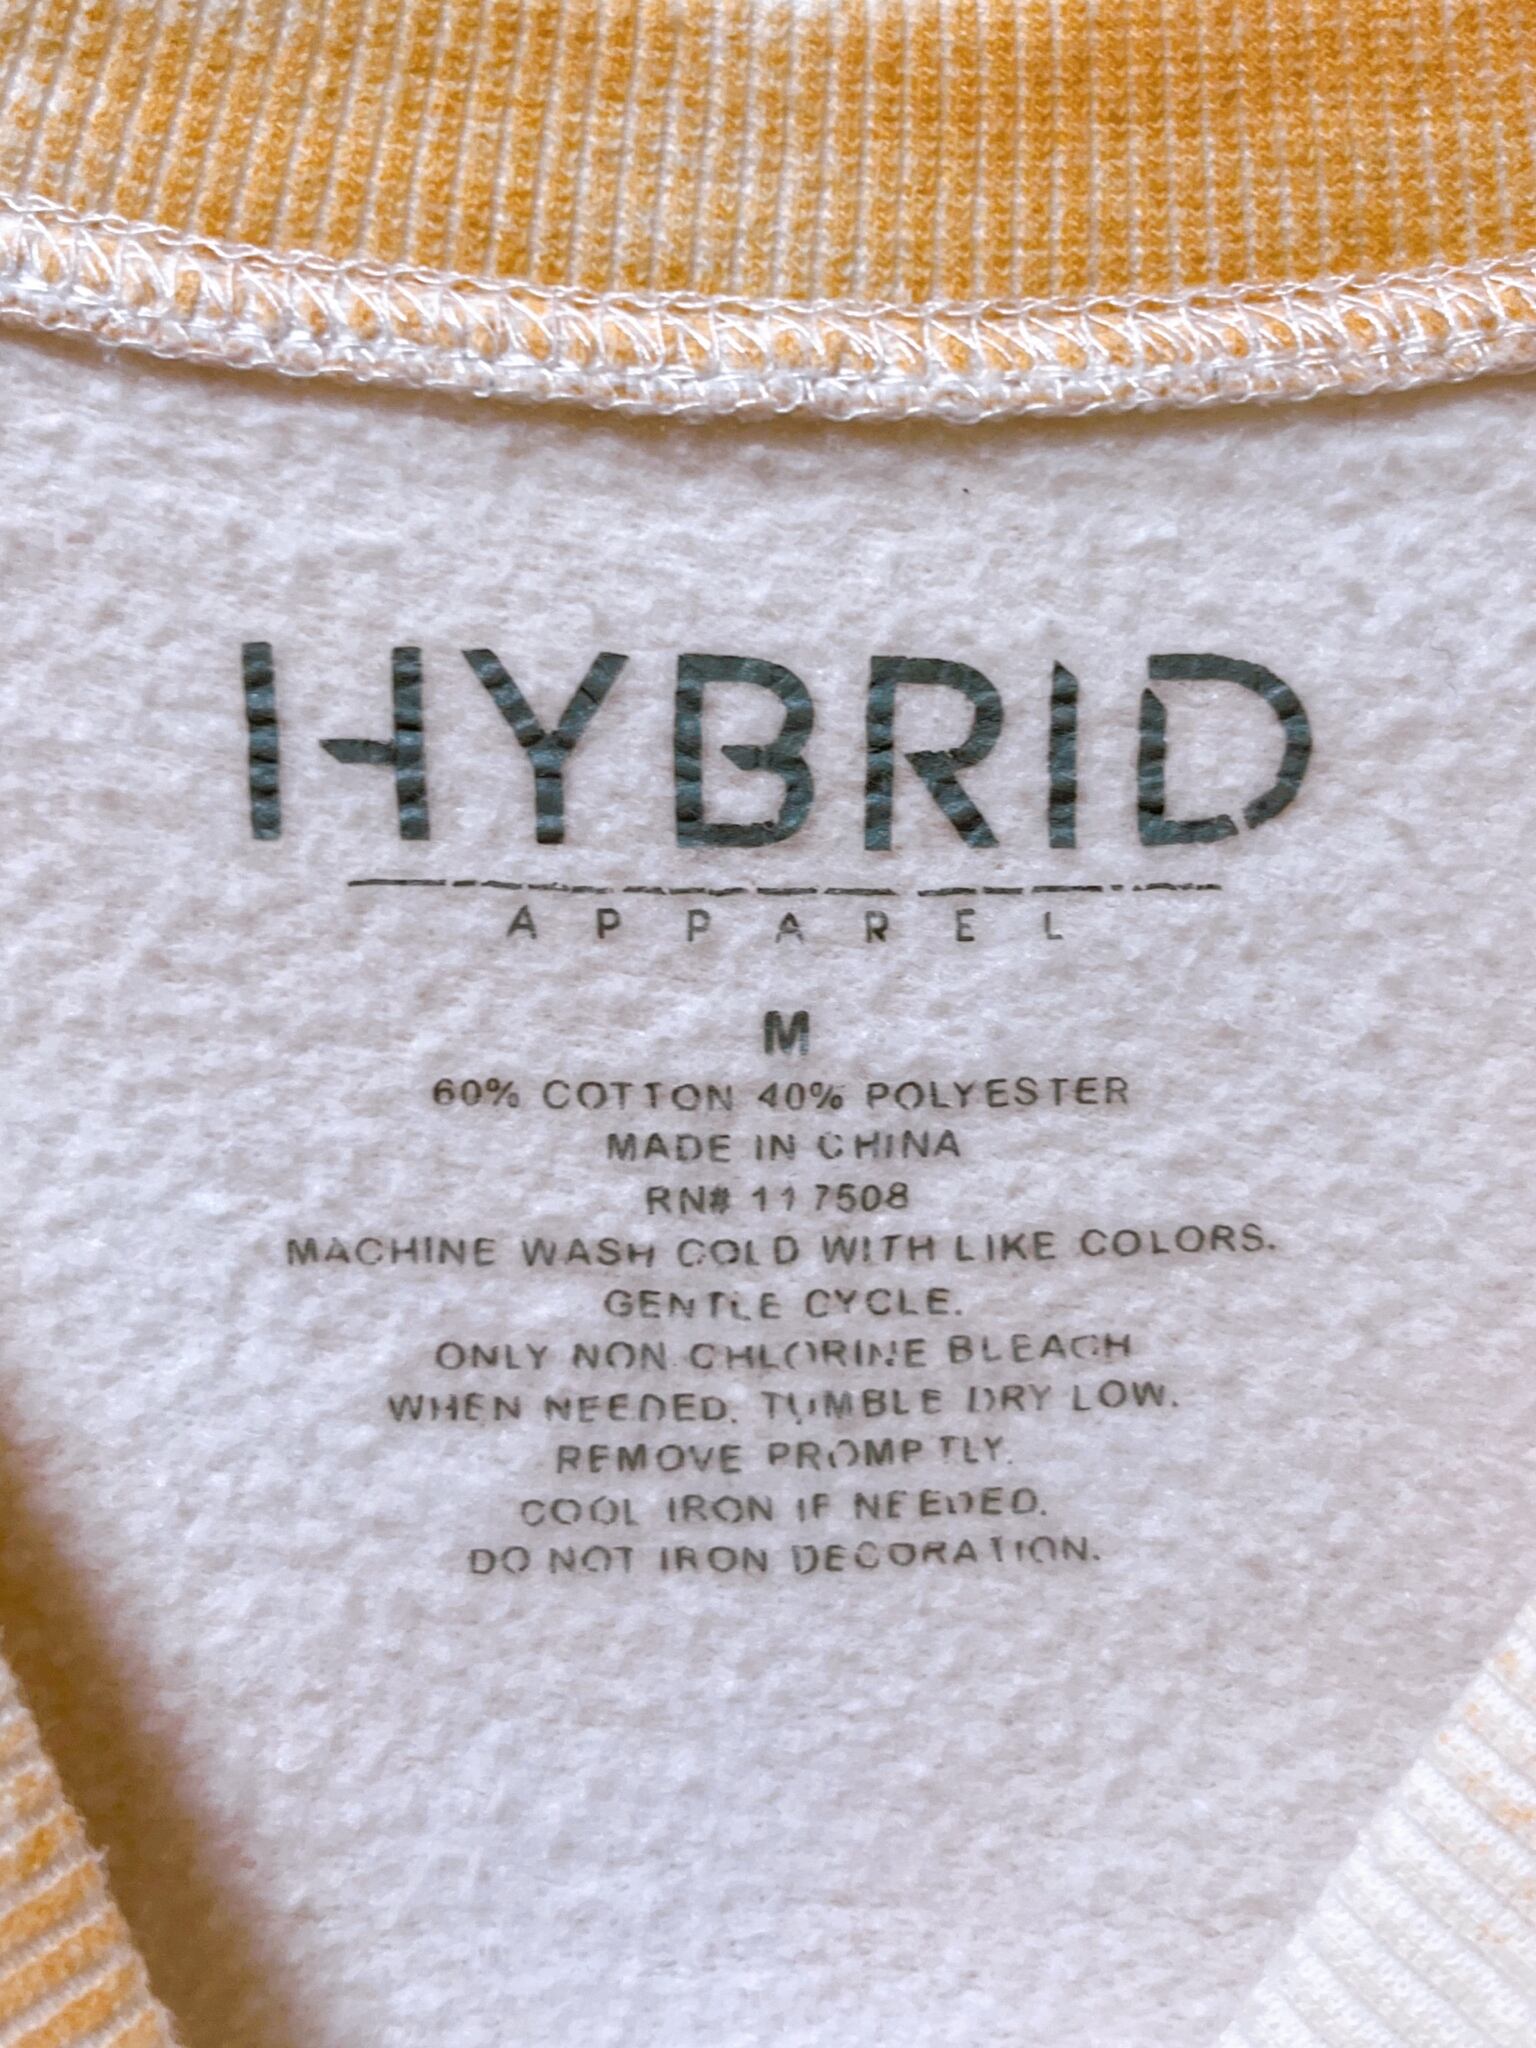 HYBRID
APPAREL
M
60% COTTON 40% POLYESTER
MADE IN CHINA
RN# 117508
MACHINE WASH COLD WITH LIKE COLORS.
GENTLE CYCLE.
ONLY NON CHLORINE BLEACH
WHEN NEEDED. TUMBLE DRY LOW.
REMOVE PROMPTLY.
COOL IRON IF NEEDED.
DO NOT IRON DECORATION.